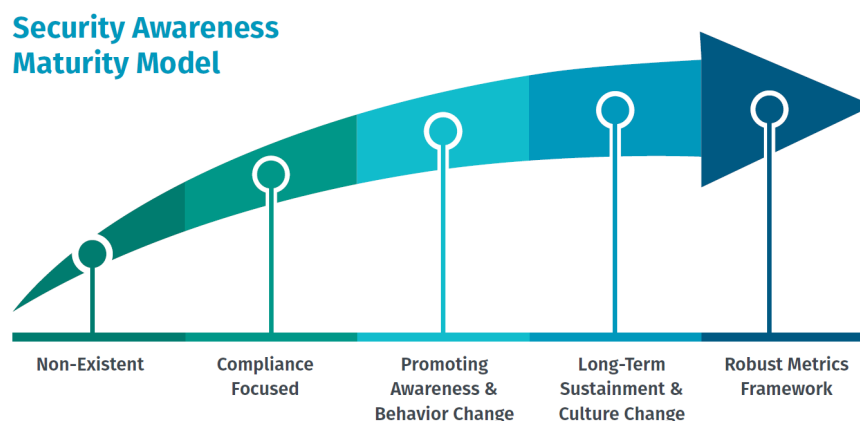 Security Awareness
Maturity Model
Non-Existent
Compliance
Focused
Promoting
Awareness &
Behavior Change
Long-Term
Sustainment &
Culture Change
Robust Metrics
Framework